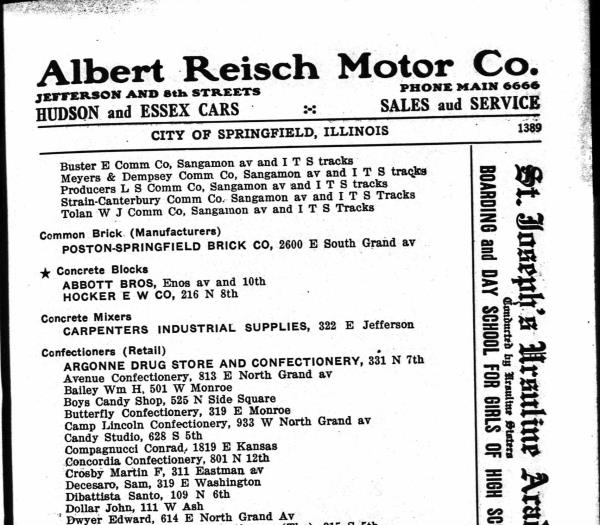 Albert Reisch Motor Co.
JEFFERSON AND 8th STREETS
PHONE MAIN 6666
HUDSON and ESSEX CARS
SALES aud SERVICE
CITY OF SPRINGFIELD, ILLINOIS
1389
Buster E Comm Co, Sangamon av and I T S tracks
Meyers & Dempsey Comm Co, Sangamon av and I T S tracks
Producers L S Comm Co, Sangamon av and I T S tracks
Strain-Canterbury Comm Co. Sangamon av and I T S Tracks
Tolan W J Comm Co, Sangamon av and I T S Tracks
Common Brick (Manufacturers)
POSTON-SPRINGFIELD BRICK CO, 2600 E South Grand av
★ Concrete Blocks
ABBOTT BROS, Enos av and 10th
HOCKER E W CO, 216 N 8th
Concrete Mixers
CARPENTERS INDUSTRIAL SUPPLIES, 322 E Jefferson
Confectioners (Retail)
ARGONNE DRUG STORE AND CONFECTIONERY, 331 N 7th
Avenue Confectionery, 813 E North Grand av
Bailey Wm H, 501 W Monroe
Boys Candy Shop, 525 N Side Square
Butterfly Confectionery, 319 E Monroe
Camp Lincoln Confectionery, 933 W North Grand av
Candy Studio, 628 S 5th
Compagnucci Conrad, 1819 E Kansas
Concordia Confectionery, 801 N 12th
Crosby Martin F, 311 Eastman av
Decesaro, Sam, 319 E Washington
Dibattista Santo, 109 N 6th
Dollar John, 111 W Ash
Dwyer Edward, 614 E North Grand Av
St. Joseph's Ursuline
Conducted by Ursuline Sisters
BOARDING and DAY SCHOOL FOR GIRLS OF HIGH SC